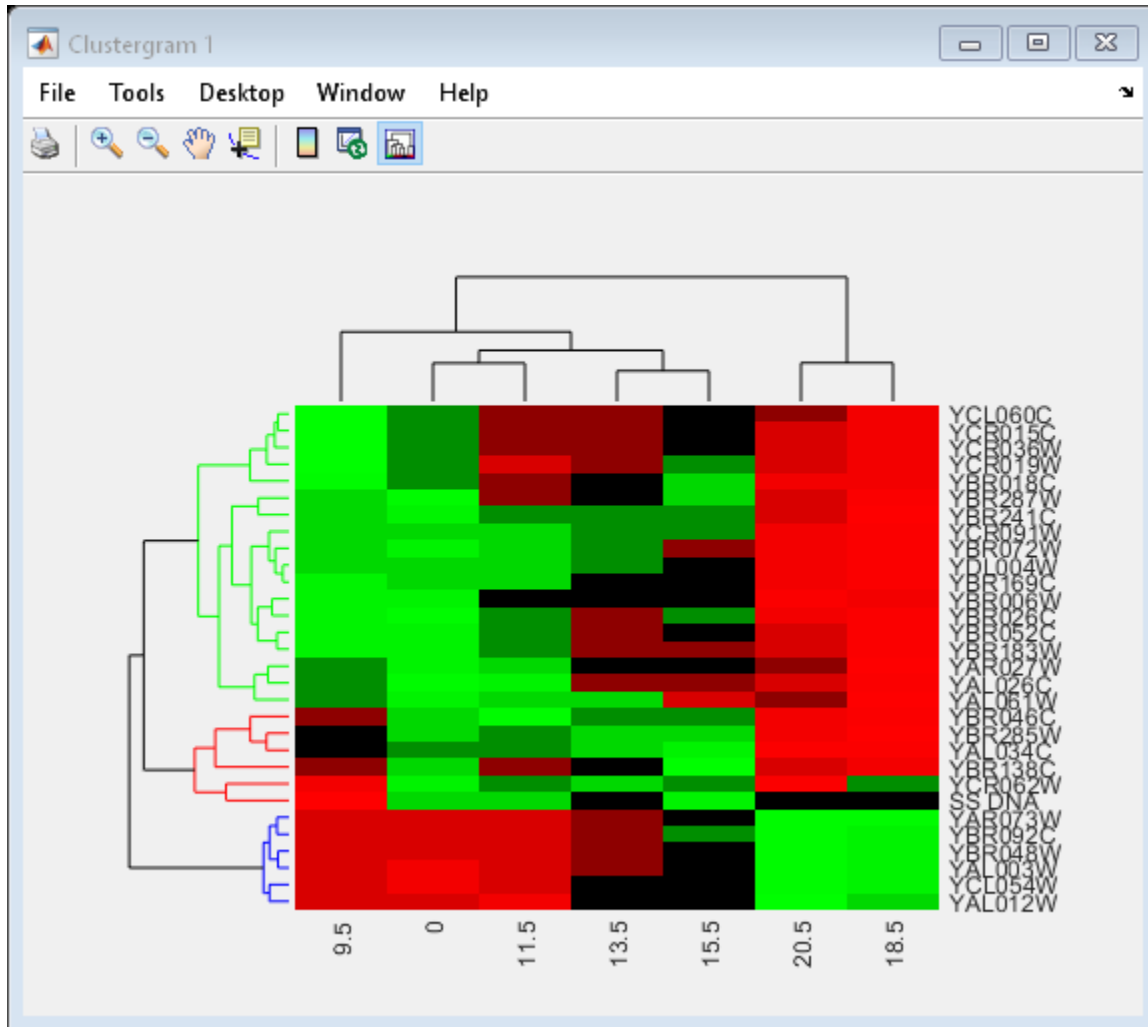 Clustergram 1
File Tools Desktop Window Help
YCL060C
YCR015C
YCR036W
YCR019W
YBR018C
YBR287W
YBR241C
YCR091W
YBR072W
YDL004W
YBR169C
YBR006W
YBR026C
YBR052C
YBR183W
YAR027W
YAL026C
YAL061W
YBR046C
YBR285W
YAL034C
YBR138C
YCR062W
SS DNA
YAR073W
YBR092C
YBR048W
YAL003W
YCL054W
YAL012W
9.5 0 11.5 13.5 15.5 20.5 18.5